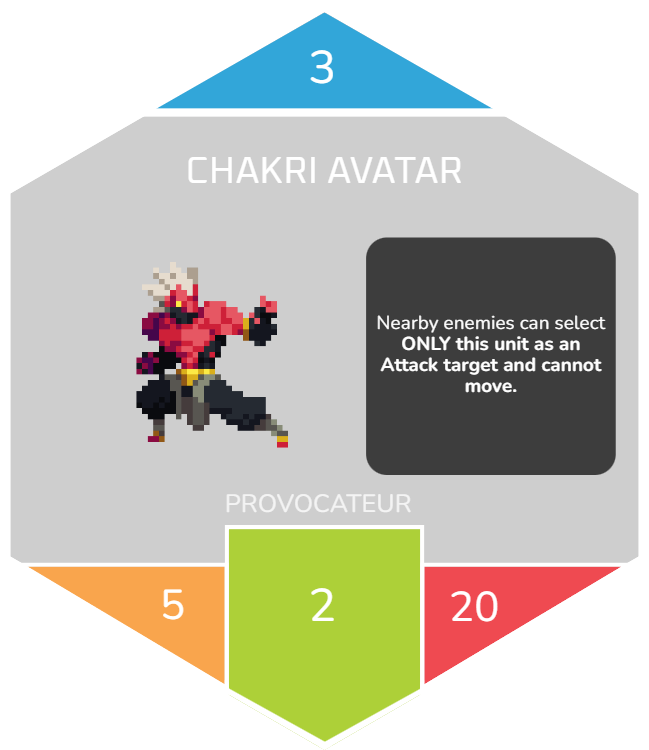 3
CHAKRI AVATAR
Nearby enemies can select
ONLY this unit as an
Attack target and cannot
move.
PROVOCATEUR
5
2
20